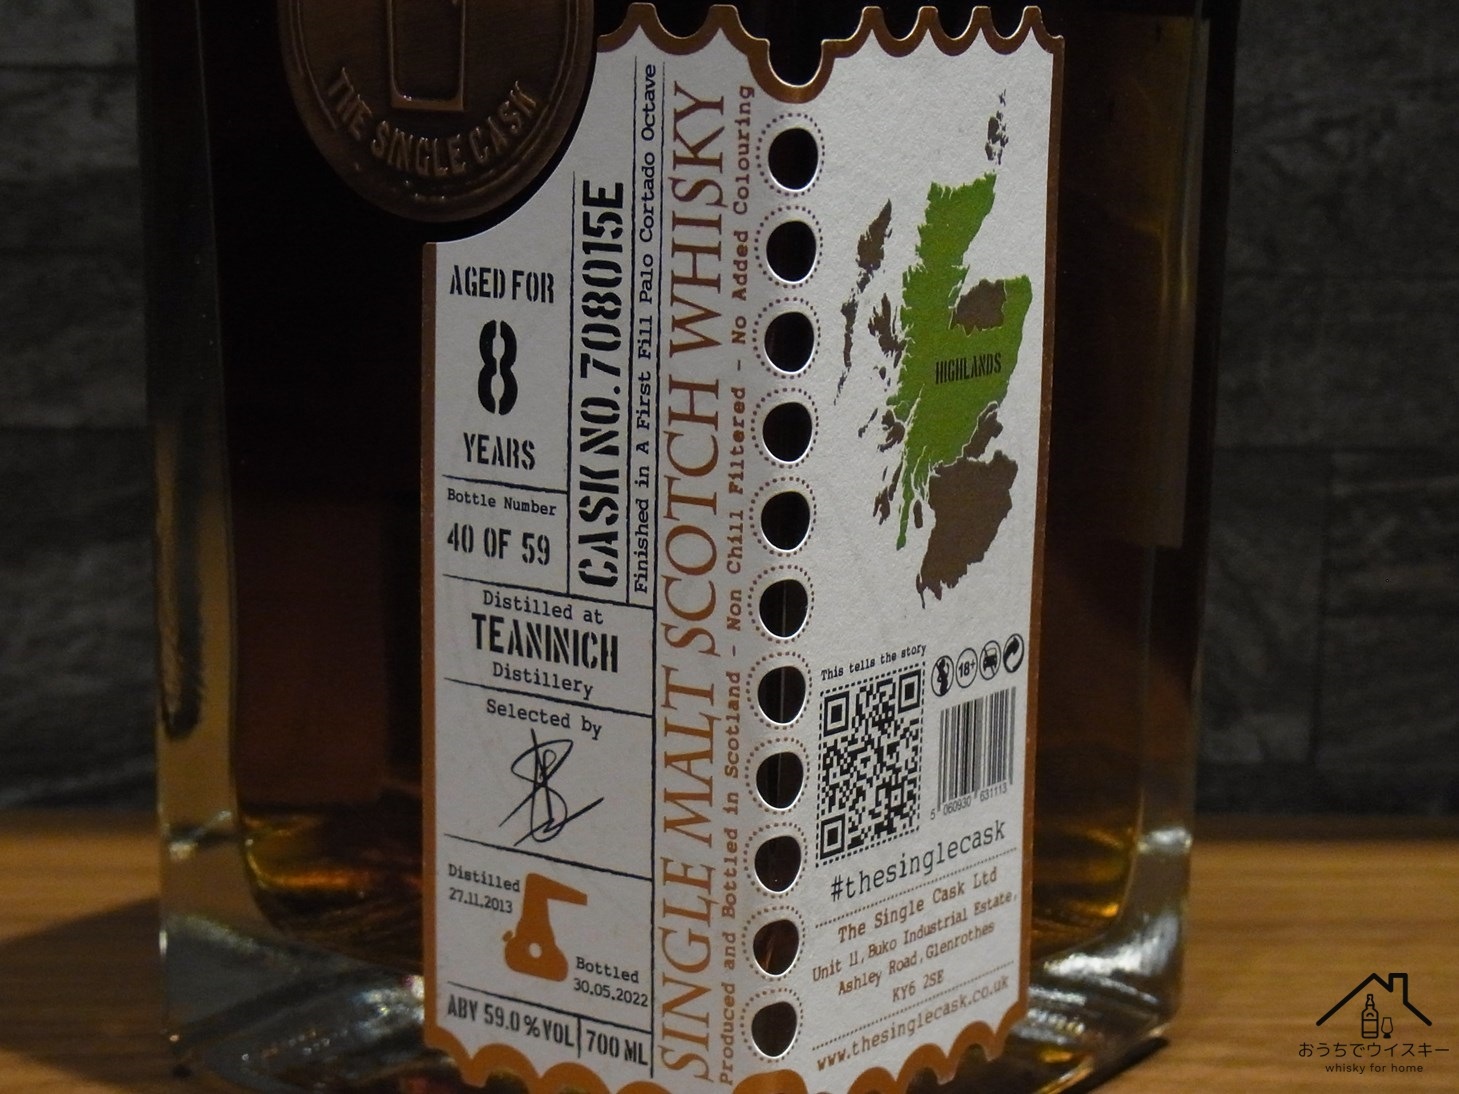 THE SINGLE CASK
AGED FOR
8
YEARS
Bottle Number
40 OF 59
CASK NO. 708015E
Finished in A First Fill Palo Cortado Octave
Distilled at
TEANINICH
Distillery
Selected by
Distilled
27.11.2013
Bottled
30.05.2022
ABV 59.0%VOL
700 ML
SINGLE MALT SCOTCH WHISKY
Produced and Bottled in Scotland - Non Chill Filtered - No Added Colouring
HIGHLANDS
This tells the story
18+
5 060930 631113
#thesinglecask
The Single Cask Ltd
Unit 11, Buko Industrial Estate,
Ashley Road, Glenrothes
KY6 2SE
www.thesinglecask.co.uk
おうちでウイスキー
whisky for home